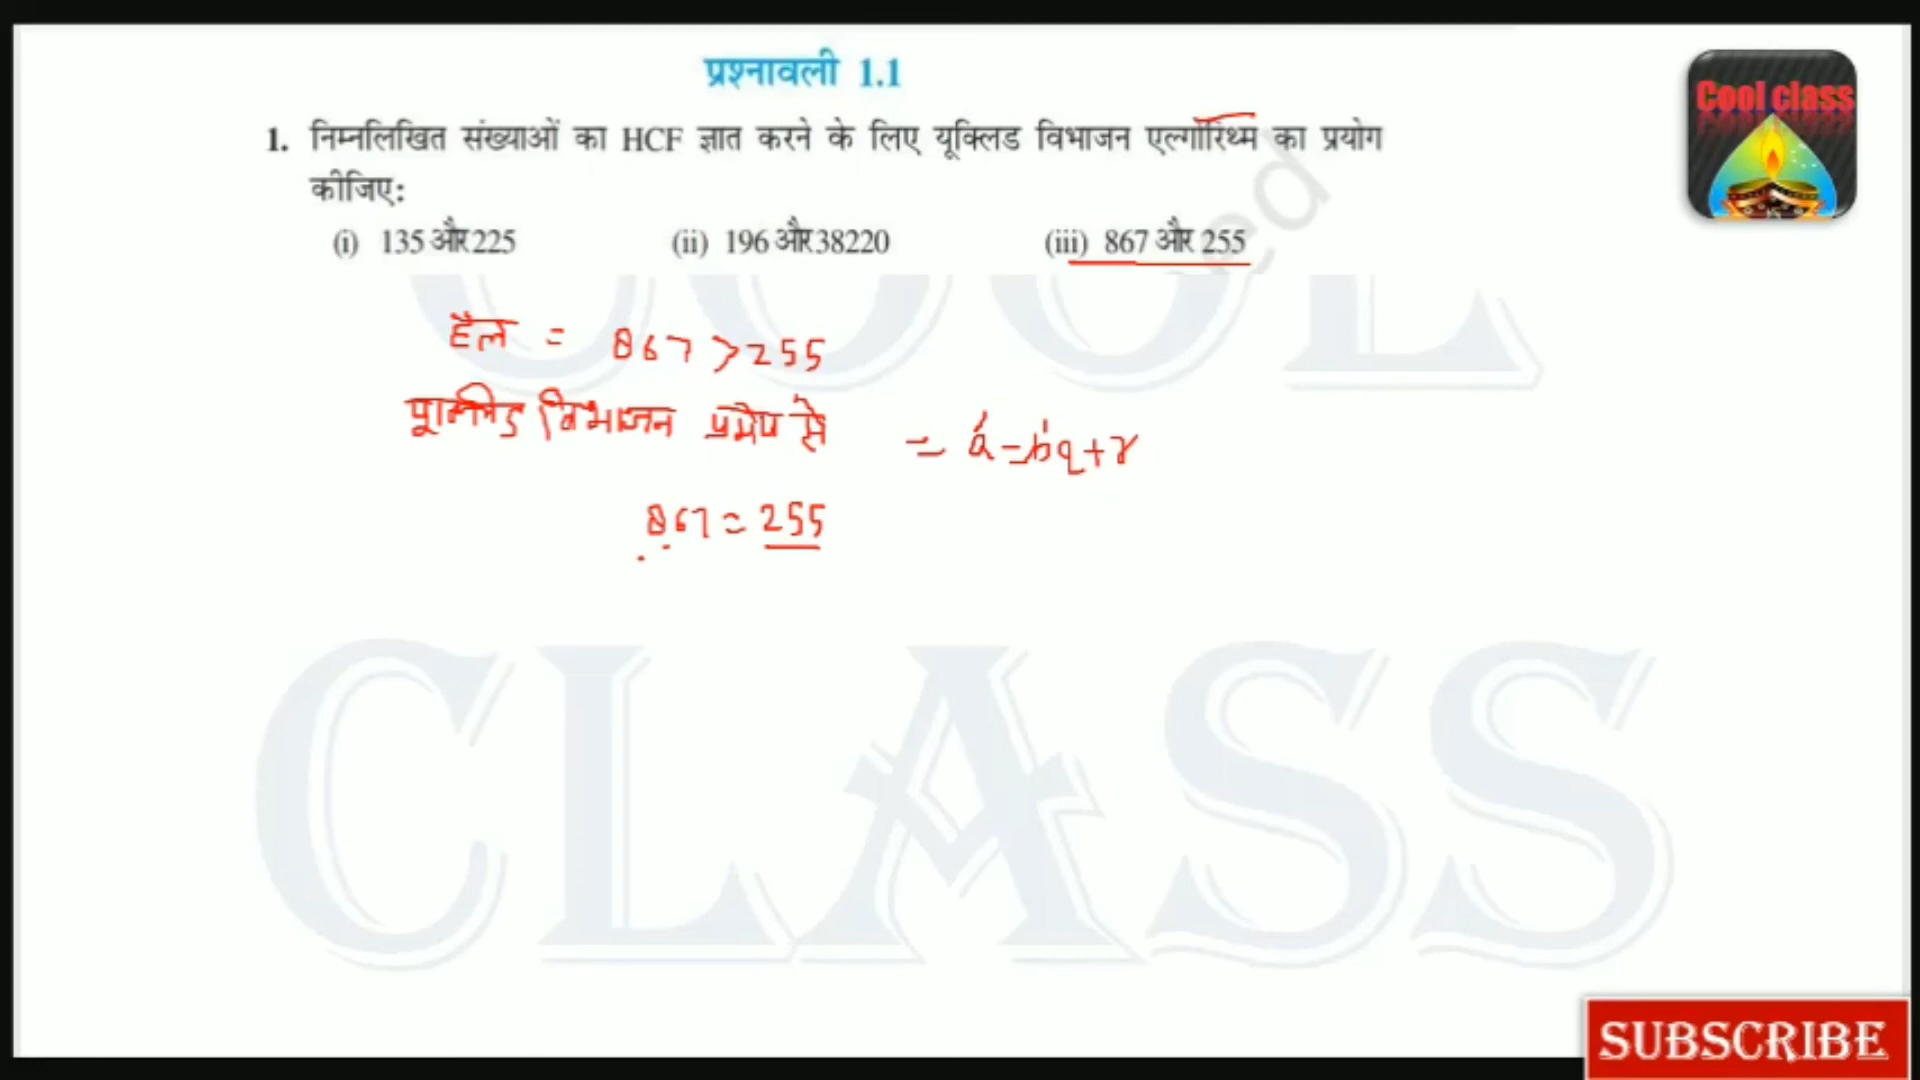 प्रश्नावली 1.1
Cool class
1. निम्नलिखित संख्याओं का HCF ज्ञात करने के लिए यूक्लिड विभाजन एल्गोरिथ्म का प्रयोग
कीजिए:
(i) 135 और 225 (ii) 196 और 38220 (iii) 867 और 255
हल = 867 > 255
विभाजन से = a = bq + r
867 = 255
COOL
CLASS
SUBSCRIBE